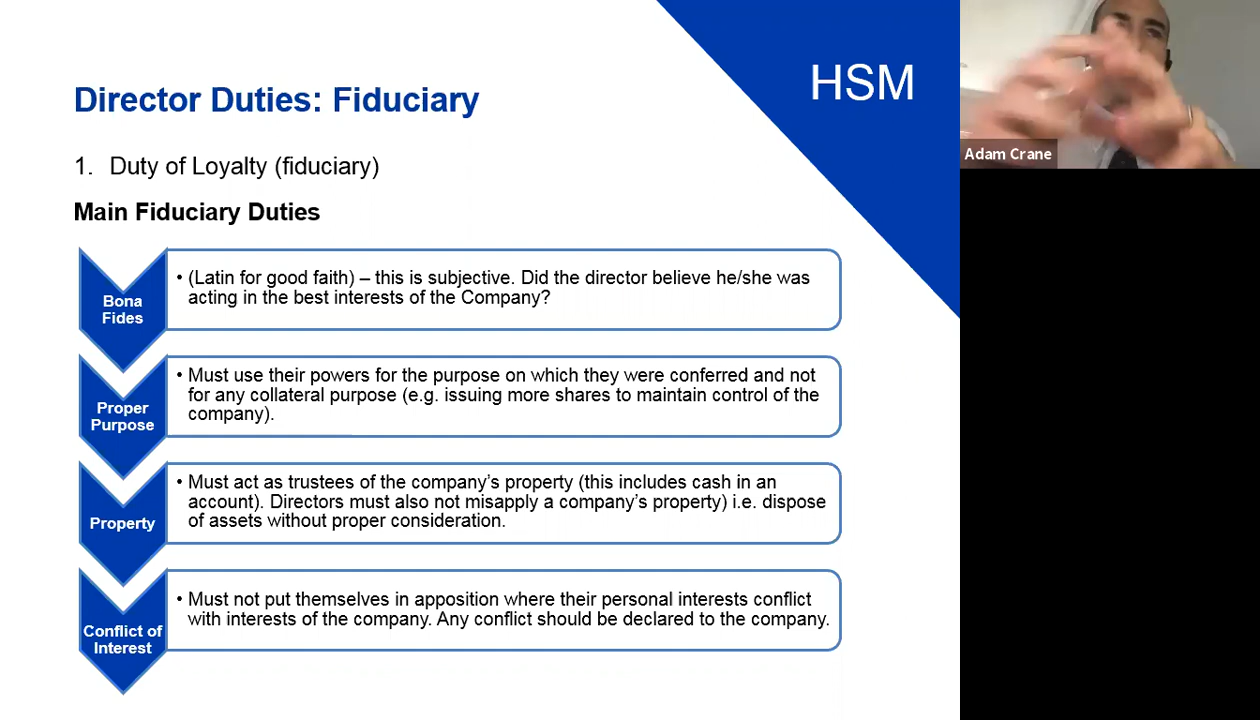 HSM
Adam Crane
Director Duties: Fiduciary
1. Duty of Loyalty (fiduciary)
Main Fiduciary Duties
Bona
Fides
• (Latin for good faith) – this is subjective. Did the director believe he/she was
acting in the best interests of the Company?
Proper
Purpose
• Must use their powers for the purpose on which they were conferred and not
for any collateral purpose (e.g. issuing more shares to maintain control of the
company).
Property
• Must act as trustees of the company’s property (this includes cash in an
account). Directors must also not misapply a company’s property) i.e. dispose
of assets without proper consideration.
Conflict of
Interest
• Must not put themselves in apposition where their personal interests conflict
with interests of the company. Any conflict should be declared to the company.